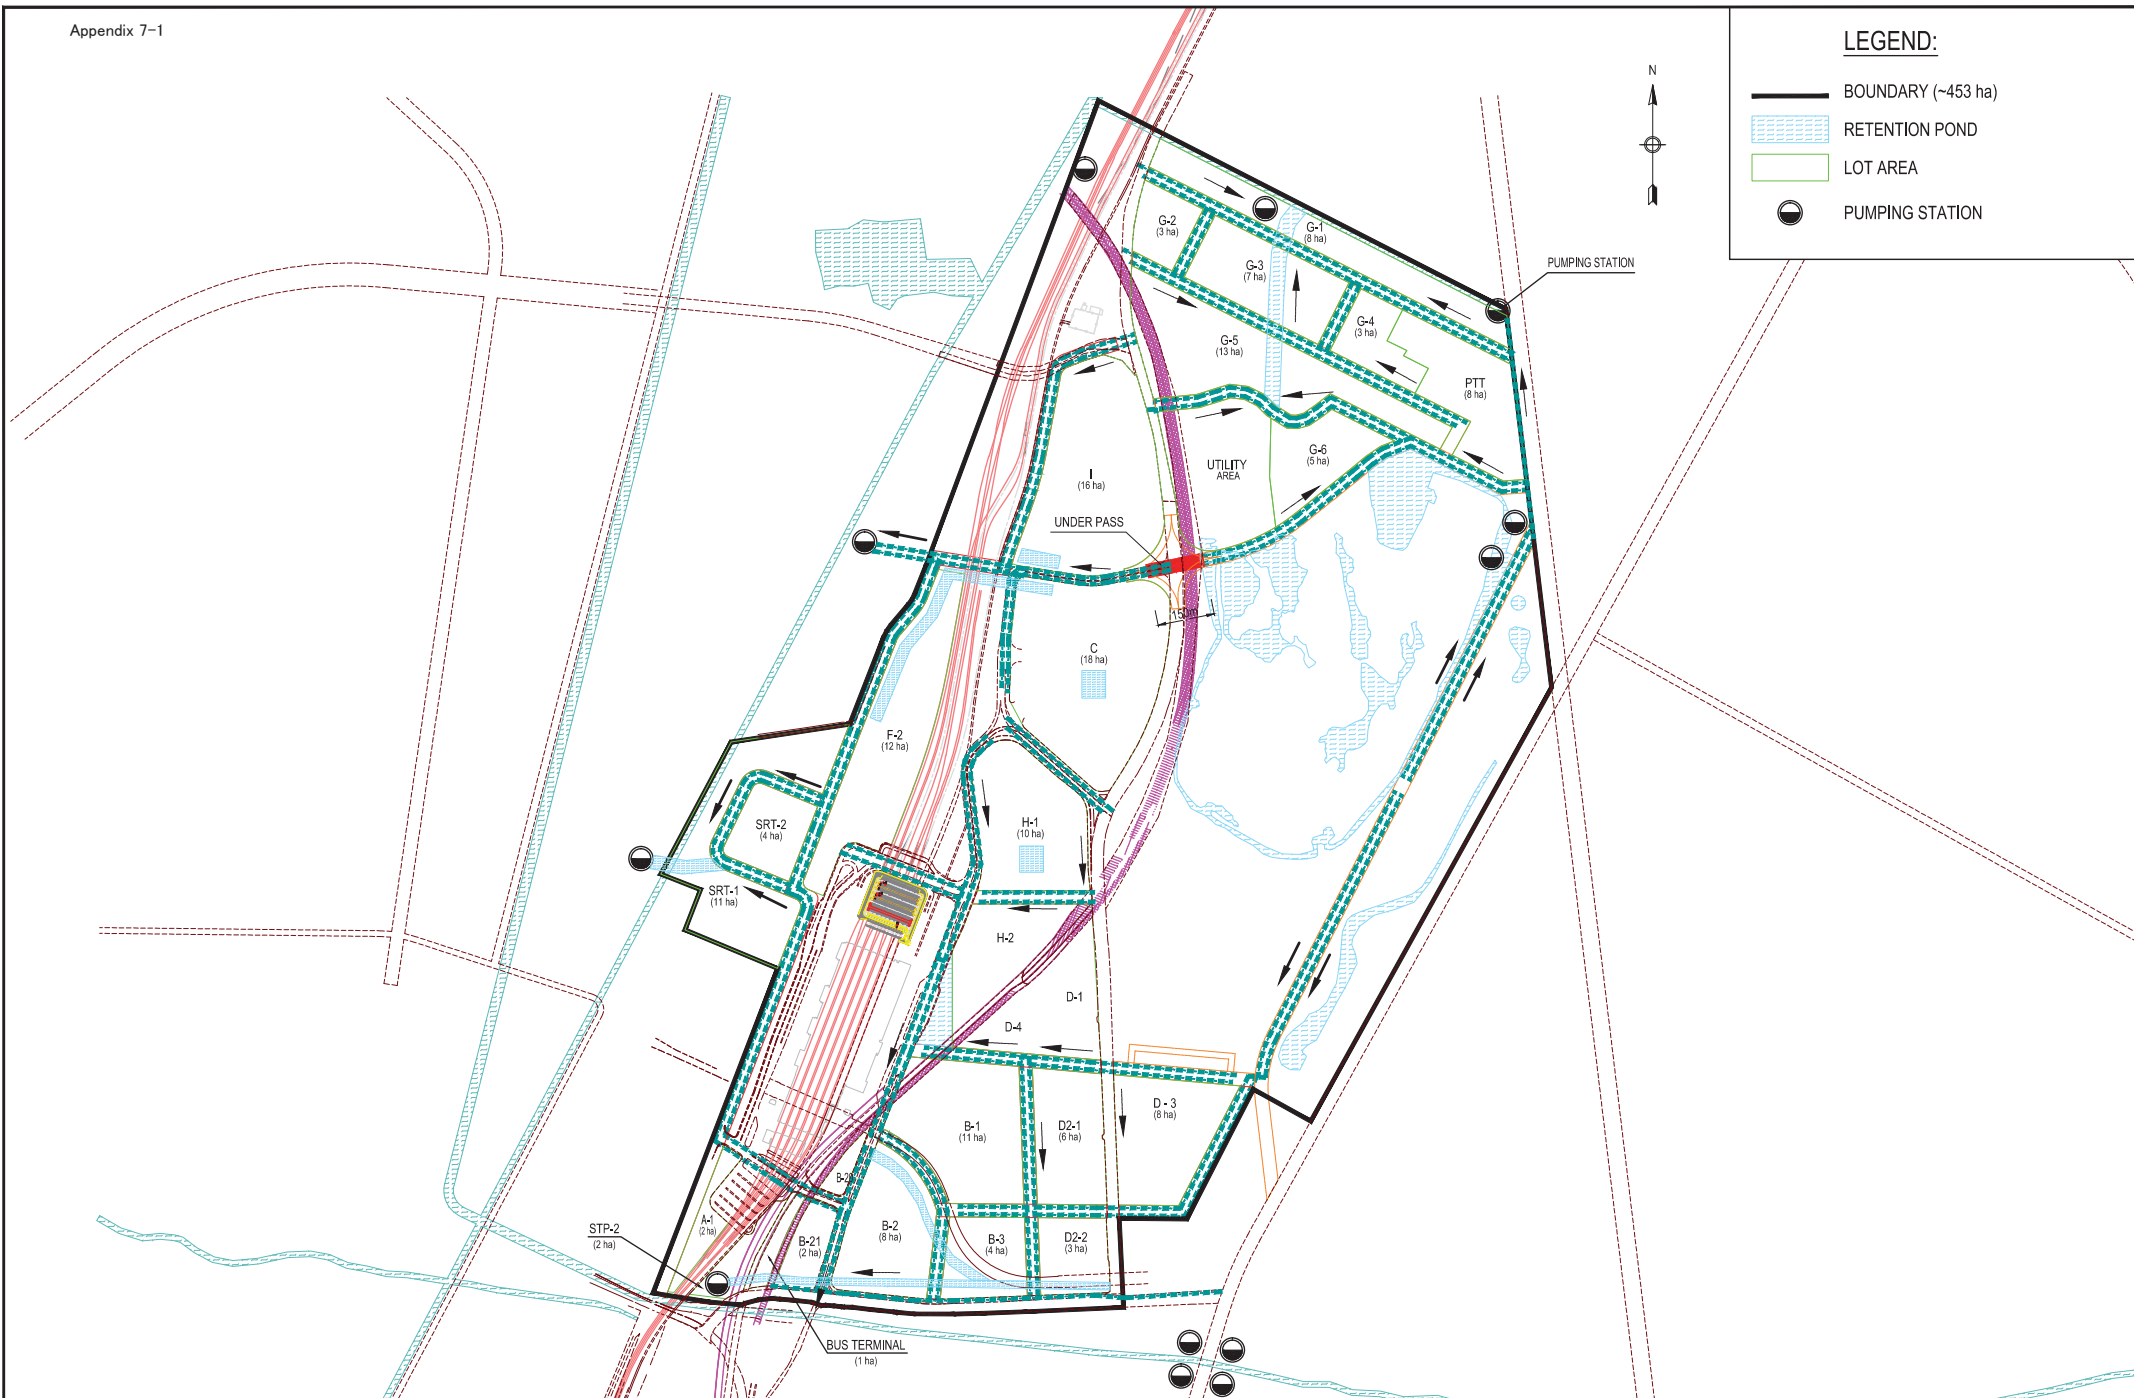 Appendix 7-1
LEGEND:
BOUNDARY (~453 ha)
RETENTION POND
LOT AREA
PUMPING STATION
N
PUMPING STATION
G-2
(3 ha)
G-1
(8 ha)
G-3
(7 ha)
G-4
(3 ha)
G-5
(13 ha)
PTT
(8 ha)
G-6
(5 ha)
UTILITY
AREA
I
(16 ha)
UNDER PASS
150m
C
(18 ha)
F-2
(12 ha)
SRT-2
(4 ha)
H-1
(10 ha)
SRT-1
(11 ha)
H-2
D-1
D-4
D - 3
(8 ha)
B-1
(11 ha)
D2-1
(6 ha)
B-20
A-1
(2 ha)
STP-2
(2 ha)
B-21
(2 ha)
B-2
(8 ha)
B-3
(4 ha)
D2-2
(3 ha)
BUS TERMINAL
(1 ha)